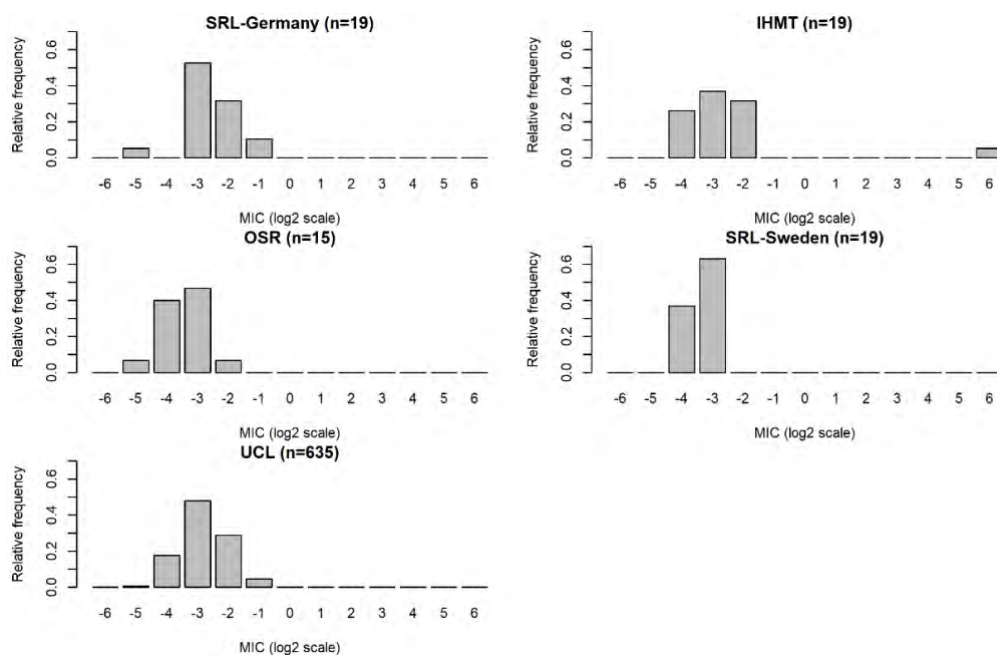 SRL-Germany (n=19)
Relative frequency
0.6
0.4
0.2
0.0
-6 -5 -4 -3 -2 -1 0 1 2 3 4 5 6
MIC (log2 scale)
IHMT (n=19)
Relative frequency
0.6
0.4
0.2
0.0
-6 -5 -4 -3 -2 -1 0 1 2 3 4 5 6
MIC (log2 scale)
OSR (n=15)
Relative frequency
0.6
0.4
0.2
0.0
-6 -5 -4 -3 -2 -1 0 1 2 3 4 5 6
MIC (log2 scale)
SRL-Sweden (n=19)
Relative frequency
0.6
0.4
0.2
0.0
-6 -5 -4 -3 -2 -1 0 1 2 3 4 5 6
MIC (log2 scale)
UCL (n=635)
Relative frequency
0.6
0.4
0.2
0.0
-6 -5 -4 -3 -2 -1 0 1 2 3 4 5 6
MIC (log2 scale)